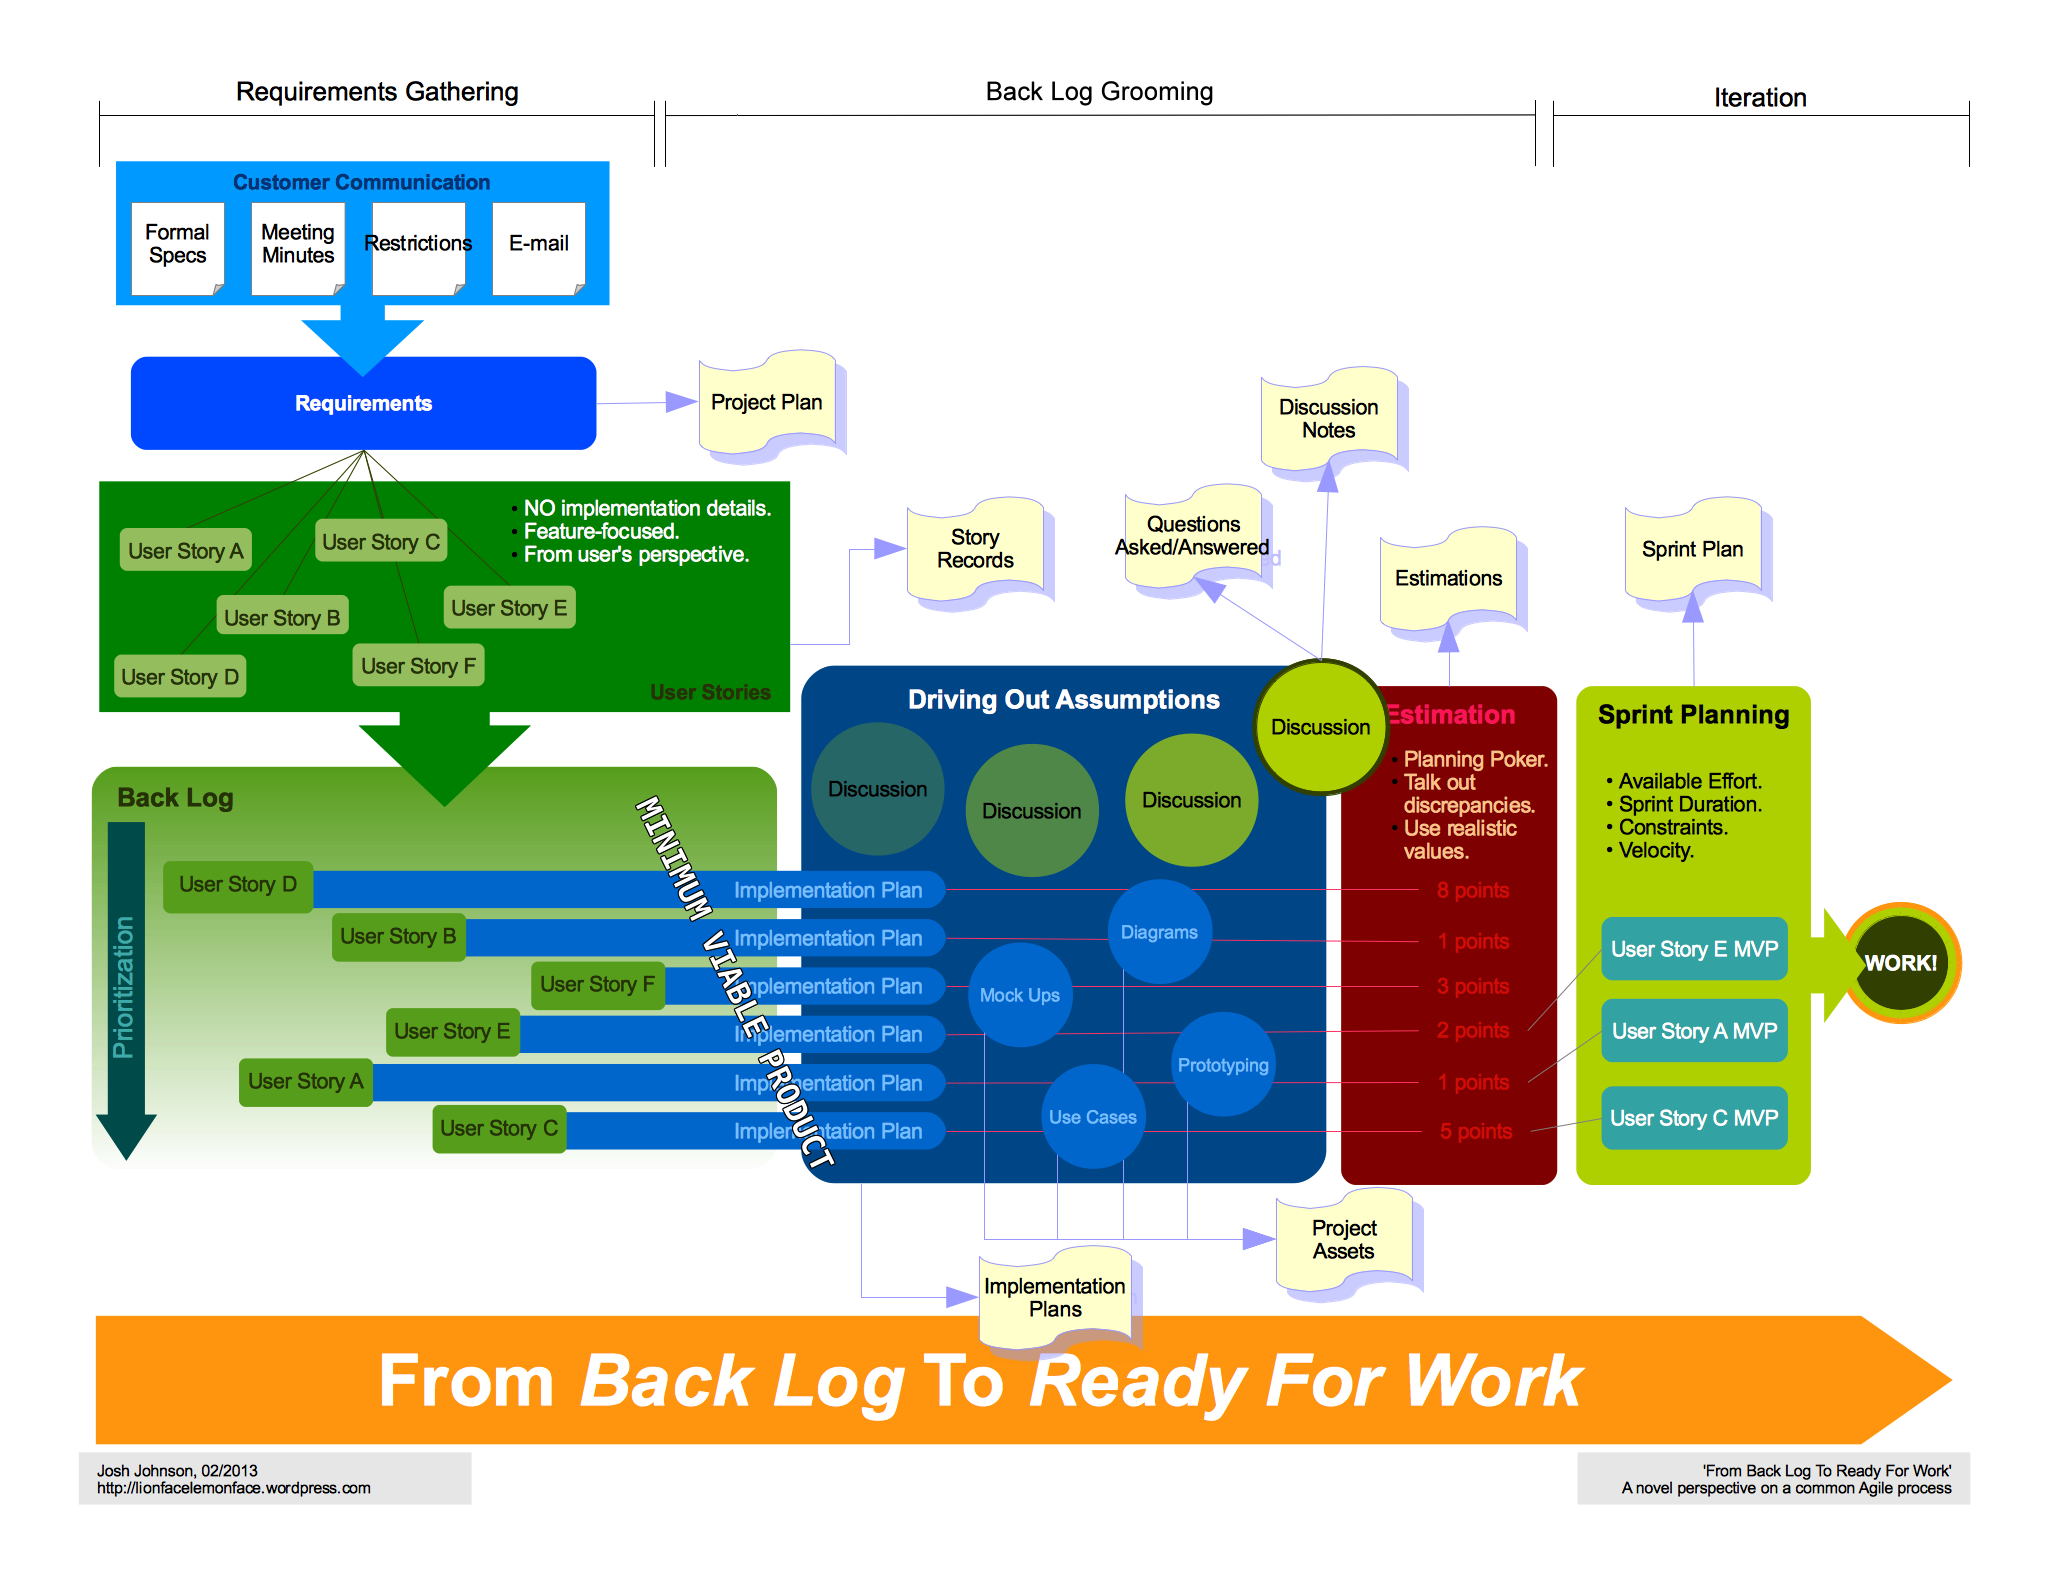 Requirements Gathering
Back Log Grooming
Iteration
Customer Communication
Formal
Specs
Meeting
Minutes
Restrictions
E-mail
Requirements
Project Plan
Discussion
Notes
• NO implementation details.
• Feature-focused.
• From user's perspective.
User Story A
User Story C
User Story B
User Story E
User Story D
User Story F
User Stories
Story
Records
Questions
Asked/Answered
Estimations
Sprint Plan
Back Log
Prioritization
User Story D
User Story B
User Story F
User Story E
User Story A
User Story C
MINIMUM VIABLE PRODUCT
Driving Out Assumptions
Discussion
Discussion
Discussion
Discussion
Implementation Plan
Implementation Plan
Implementation Plan
Implementation Plan
Implementation Plan
Implementation Plan
Diagrams
Mock Ups
Prototyping
Use Cases
Estimation
• Planning Poker.
• Talk out
discrepancies.
• Use realistic
values.
8 points
1 points
3 points
2 points
1 points
5 points
Sprint Planning
• Available Effort.
• Sprint Duration.
• Constraints.
• Velocity.
User Story E MVP
User Story A MVP
User Story C MVP
WORK!
Project
Assets
Implementation
Plans
From Back Log To Ready For Work
Josh Johnson, 02/2013
http://lionfacelemonface.wordpress.com
'From Back Log To Ready For Work'
A novel perspective on a common Agile process